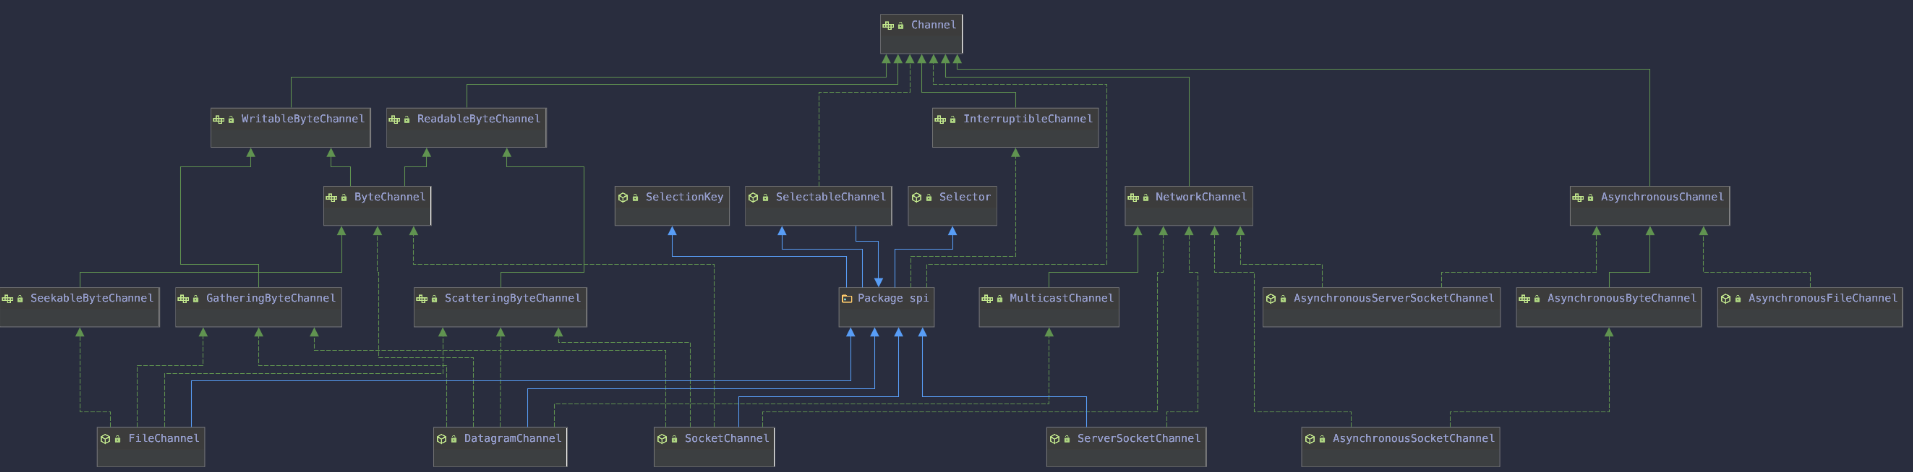 Channel
WritableByteChannel
ReadableByteChannel
InterruptibleChannel
ByteChannel
SelectionKey
SelectableChannel
Selector
NetworkChannel
AsynchronousChannel
SeekableByteChannel
GatheringByteChannel
ScatteringByteChannel
Package spi
MulticastChannel
AsynchronousServerSocketChannel
AsynchronousByteChannel
AsynchronousFileChannel
FileChannel
DatagramChannel
SocketChannel
ServerSocketChannel
AsynchronousSocketChannel